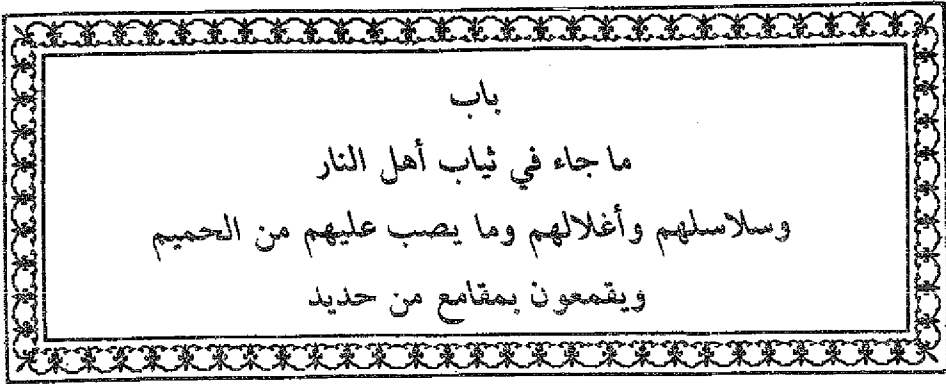 باب
ما جاء في ثياب أهل النار
وسلاسلهم وأغلالهم وما يصب عليهم من الحميم
ويقمعون بمقامع من حديد